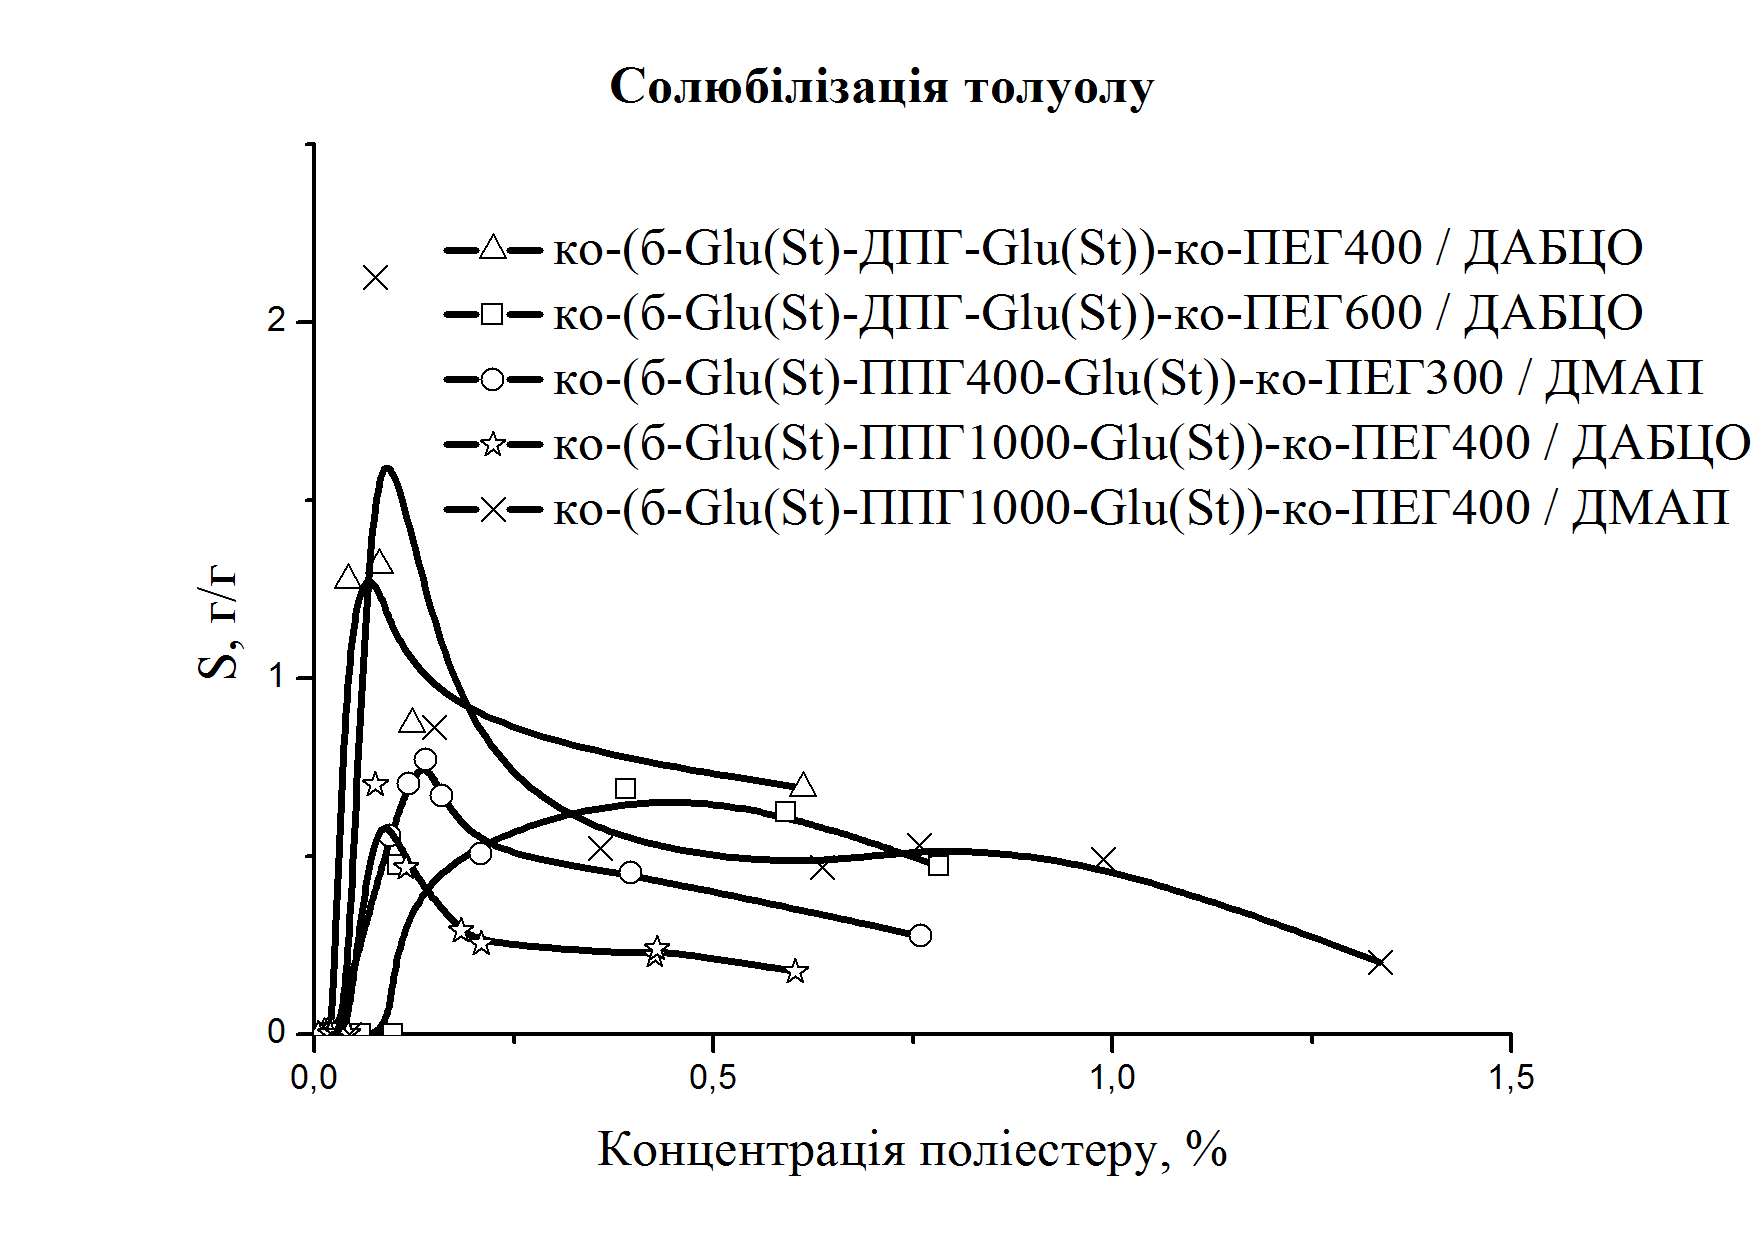 Солюбілізація толуолу
ко-(б-Glu(St)-ДПГ-Glu(St))-ко-ПЕГ400 / ДАБЦО
ко-(б-Glu(St)-ДПГ-Glu(St))-ко-ПЕГ600 / ДАБЦО
ко-(б-Glu(St)-ППГ400-Glu(St))-ко-ПЕГ300 / ДМАП
ко-(б-Glu(St)-ППГ1000-Glu(St))-ко-ПЕГ400 / ДАБЦО
ко-(б-Glu(St)-ППГ1000-Glu(St))-ко-ПЕГ400 / ДМАП
S, г/г
2
1
0
0,0 0,5 1,0 1,5
Концентрація поліестеру, %